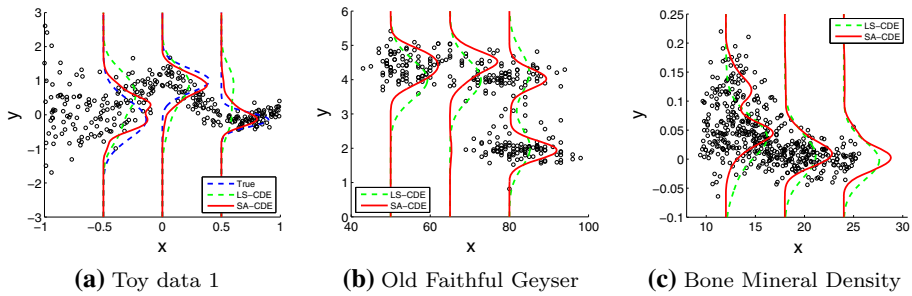 3
2
1
0
−1
−2
−3
y
−1
−0.5
0
0.5
1
x
True
LS−CDE
SA−CDE
(a) Toy data 1
6
5
4
3
2
1
0
y
40
60
80
100
x
LS−CDE
SA−CDE
(b) Old Faithful Geyser
0.25
0.2
0.15
0.1
0.05
0
−0.05
−0.1
y
10
15
20
25
30
x
LS−CDE
SA−CDE
(c) Bone Mineral Density